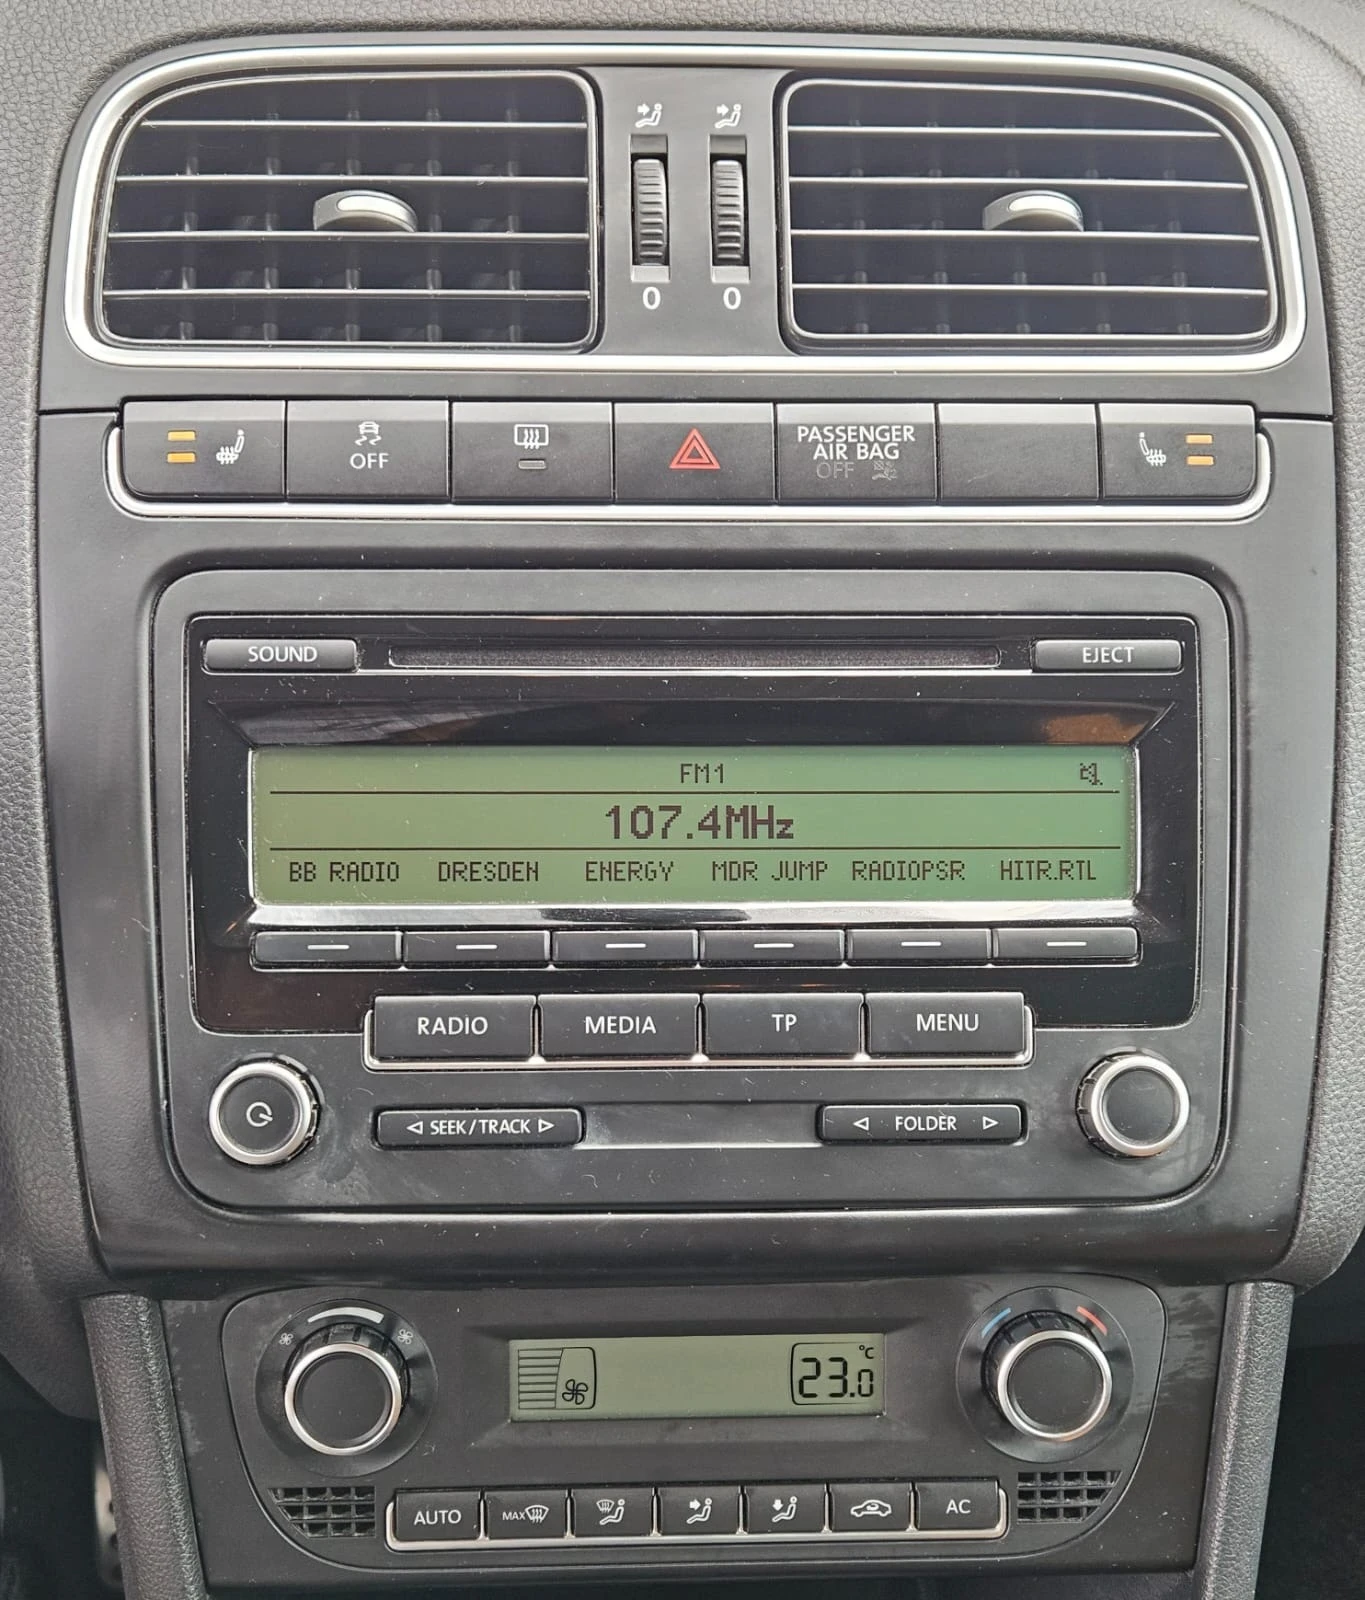 0 0
OFF
PASSENGER
AIR BAG
OFF
SOUND EJECT
FM1
107.4MHz
BB RADIO DRESDEN ENERGY MDR JUMP RADIOPSR HITR.RTL
RADIO MEDIA TP MENU
SEEK/TRACK FOLDER
23.0 °C
AUTO MAX AC